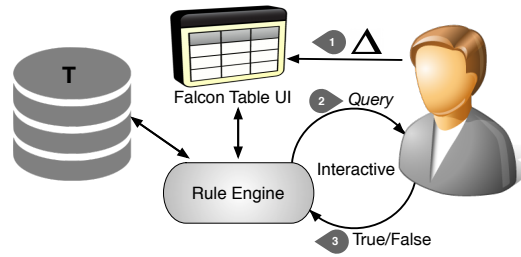 T
1 Δ
Falcon Table UI
2 Query
Interactive
Rule Engine
3 True/False